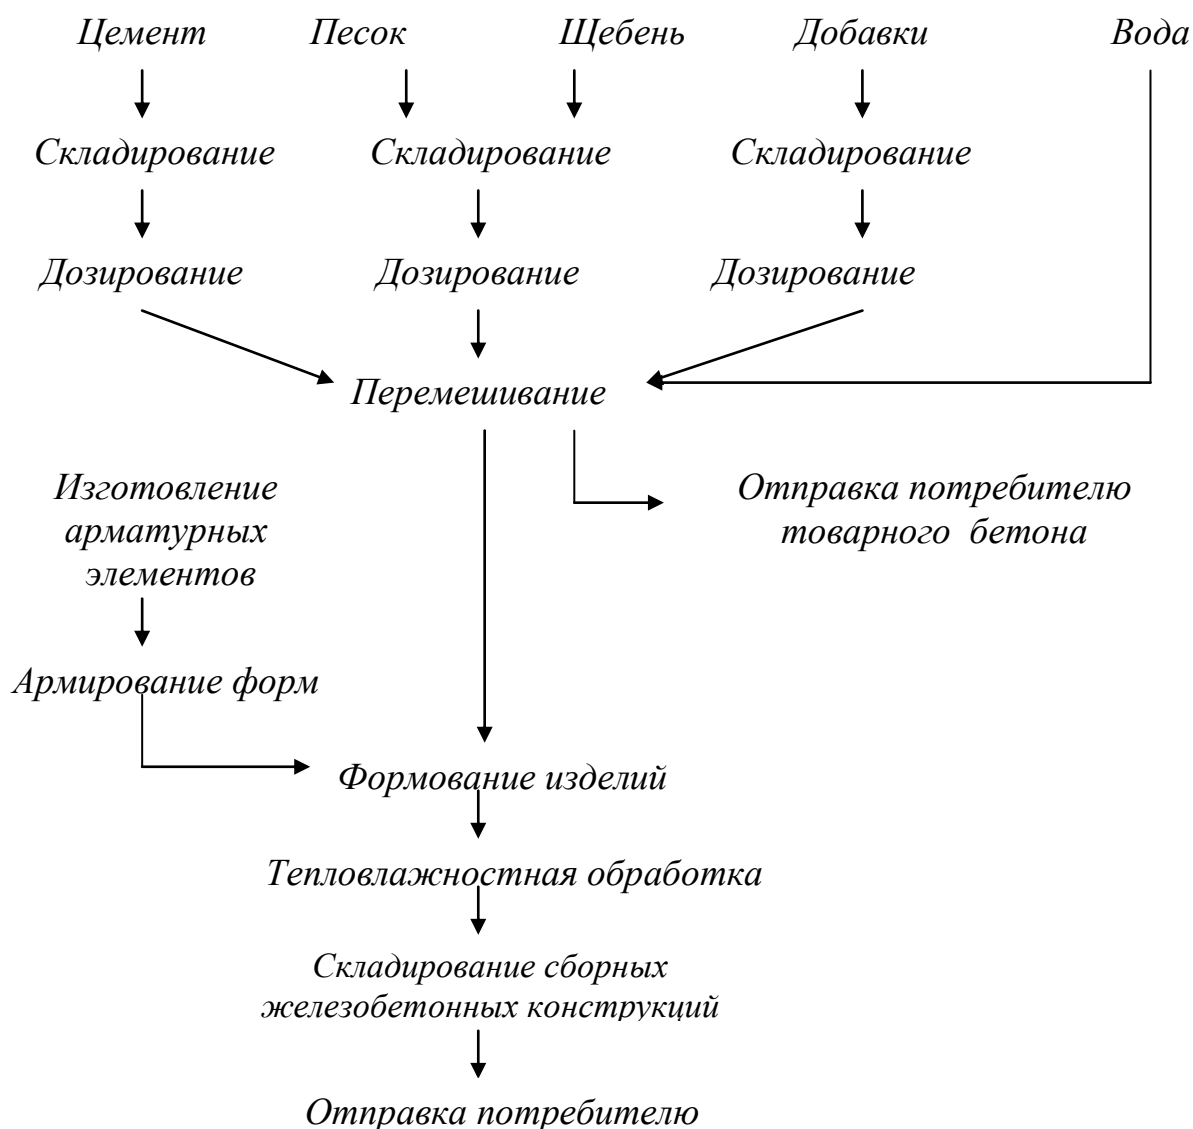 Цемент Песок Щебень Добавки Вода
Складирование Складирование Складирование
Дозирование Дозирование Дозирование
Перемешивание
Изготовление
арматурных
элементов
Отправка потребителю
товарного бетона
Армирование форм
Формование изделий
Тепловлажностная обработка
Складирование сборных
железобетонных конструкций
Отправка потребителю